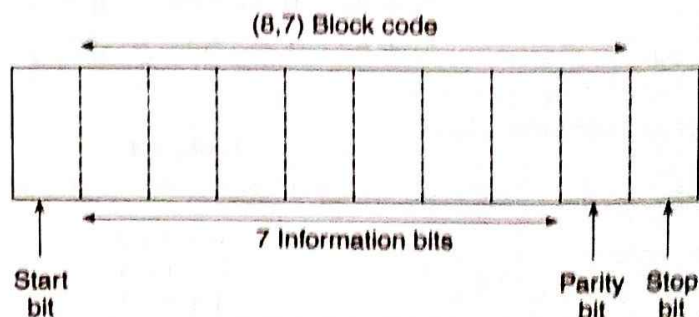 (8,7) Block code
7 Information bits
Start
bit
Parity
bit
Stop
bit